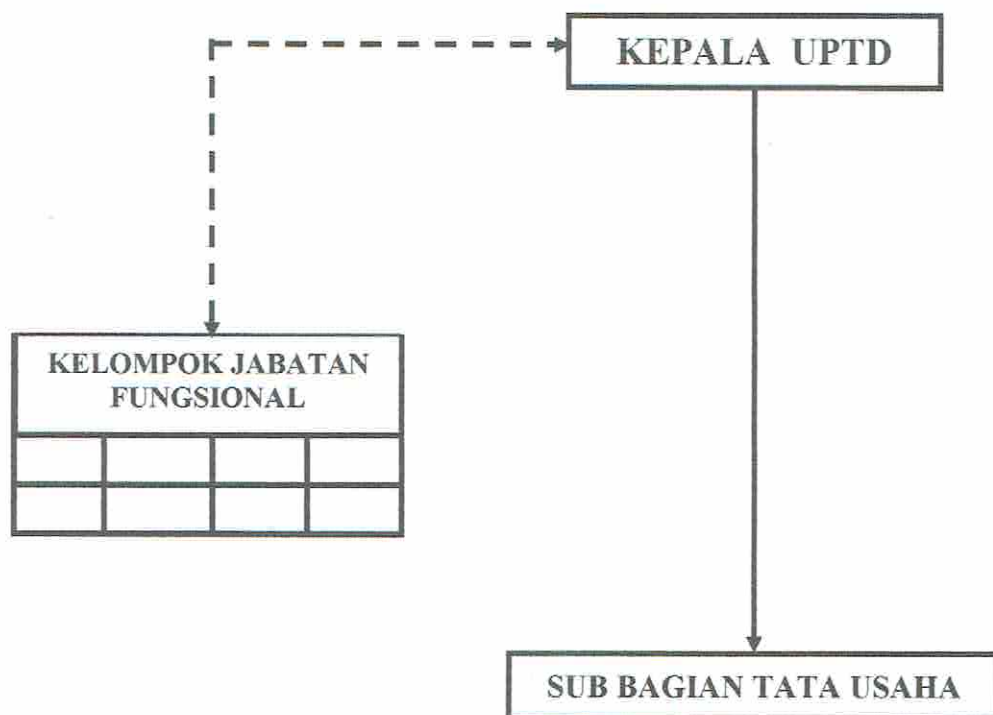 KEPALA UPTD
KELOMPOK JABATAN
FUNGSIONAL
SUB BAGIAN TATA USAHA